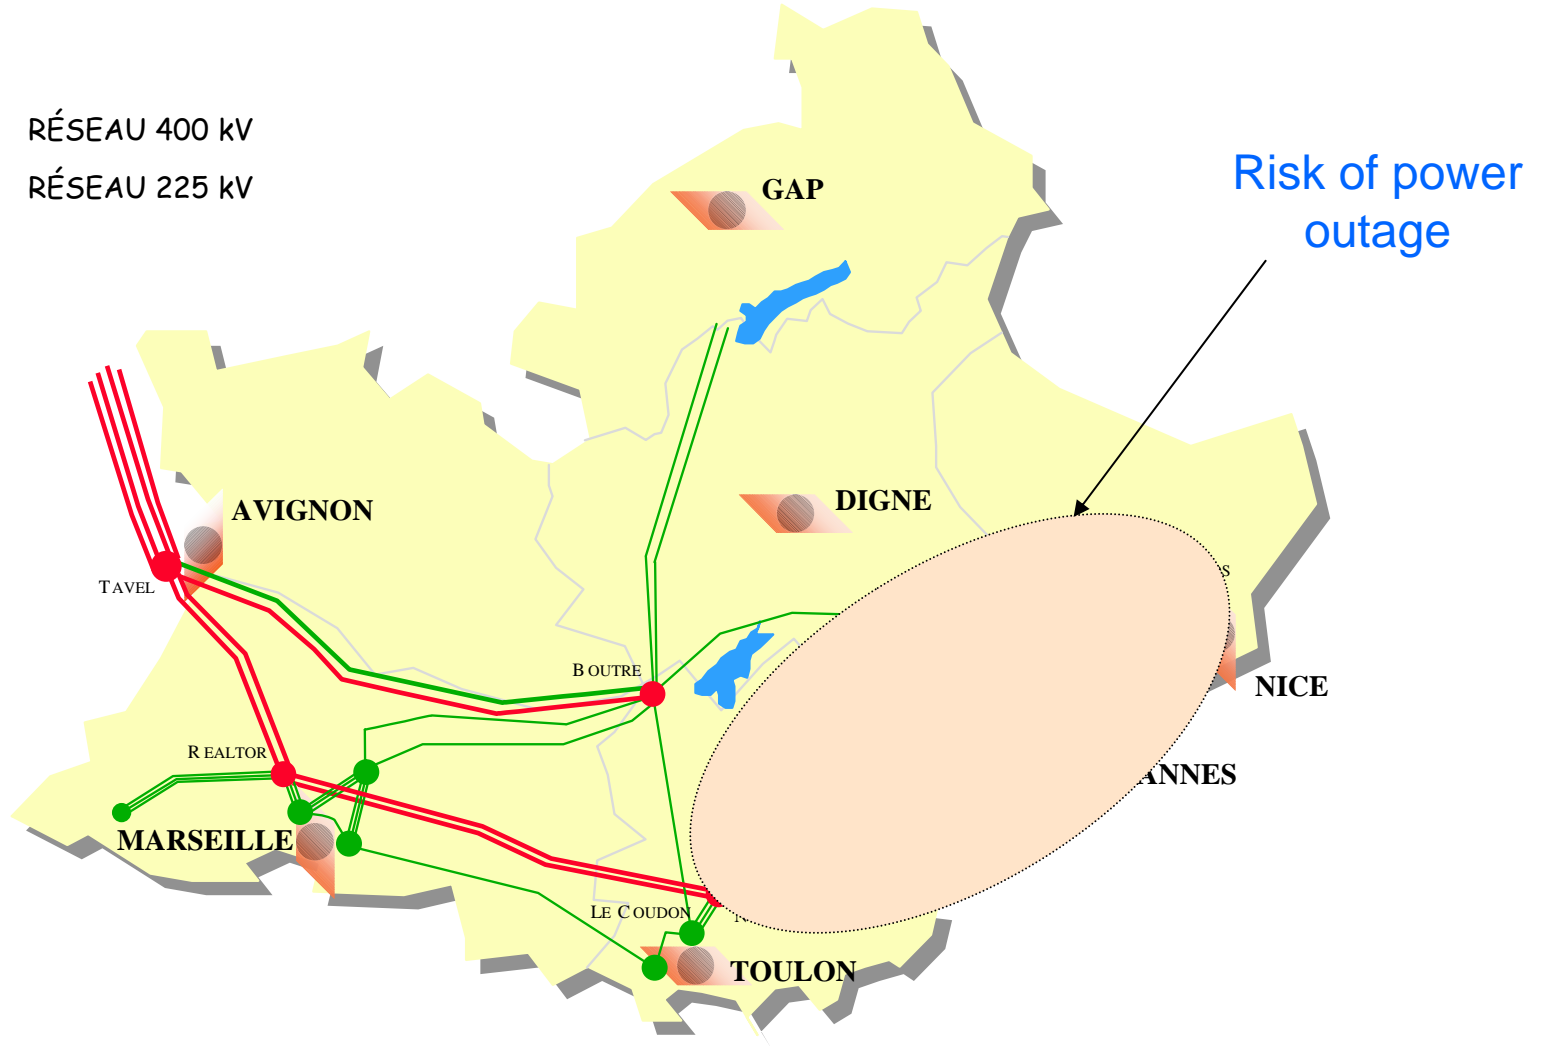 RÉSEAU 400 kV
RÉSEAU 225 kV
Risk of power
outage
GAP
AVIGNON
DIGNE
TAVEL
BOUTRE
NICE
REALTOR
ANNES
MARSEILLE
LE COUDON
TOULON